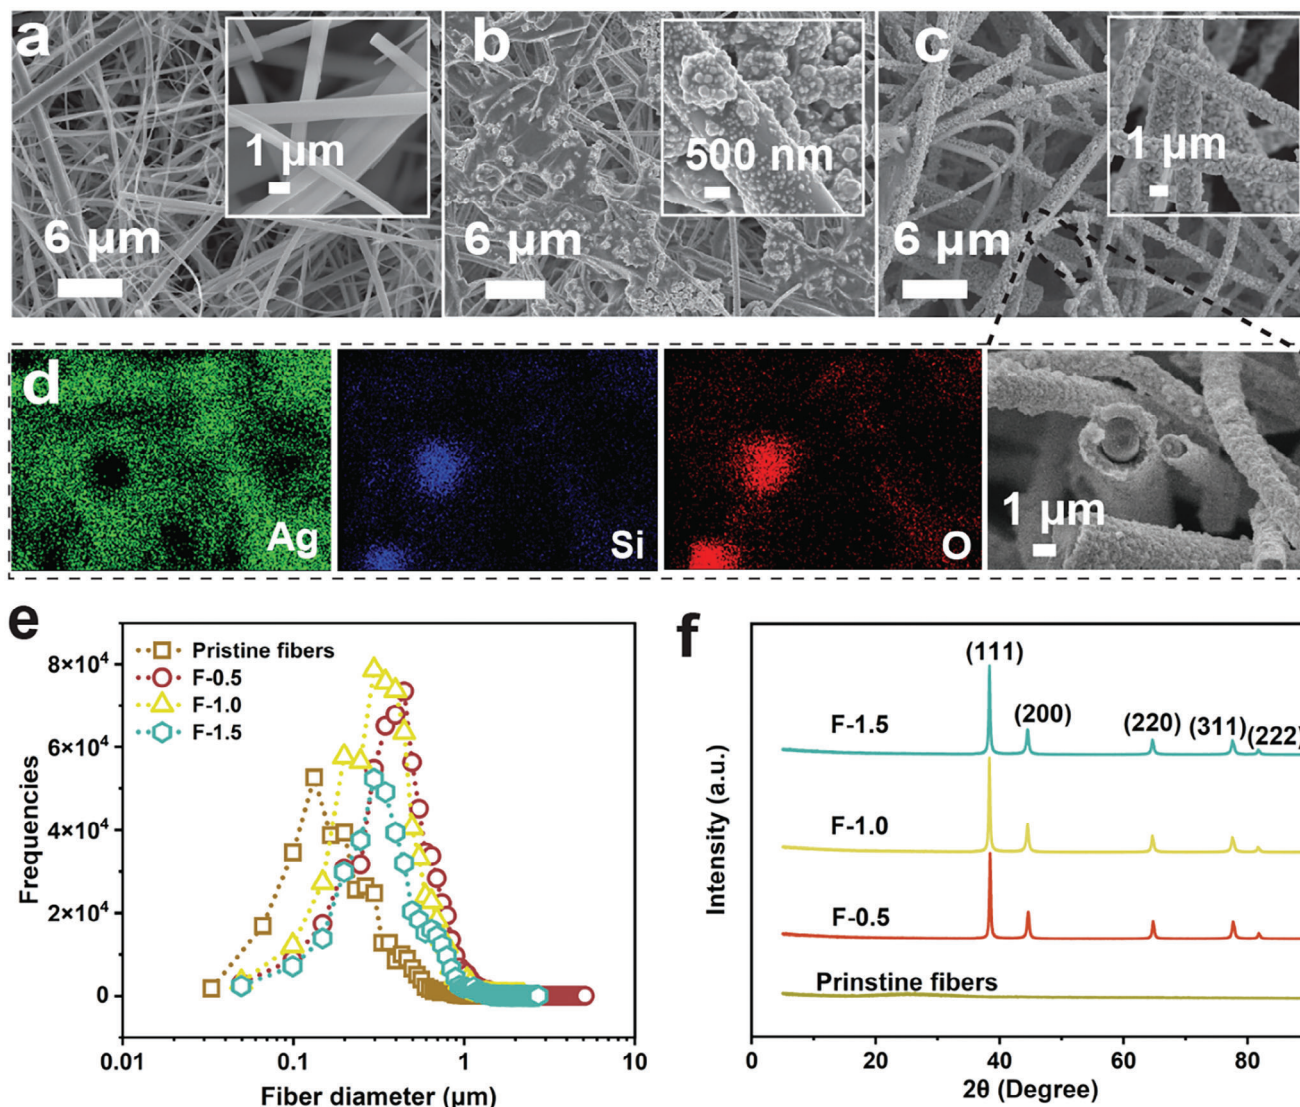 a
b
c
1 µm
500 nm
1 µm
6 µm
6 µm
6 µm
d
Ag
Si
O
1 µm
e
f
Pristine fibers
F-0.5
F-1.0
F-1.5
8×10⁴
6×10⁴
4×10⁴
2×10⁴
0
Frequencies
0.01
0.1
1
10
Fiber diameter (µm)
(111)
(200)
(220)
(311)
(222)
F-1.5
F-1.0
F-0.5
Prinstine fibers
Intensity (a.u.)
0
20
40
60
80
2θ (Degree)